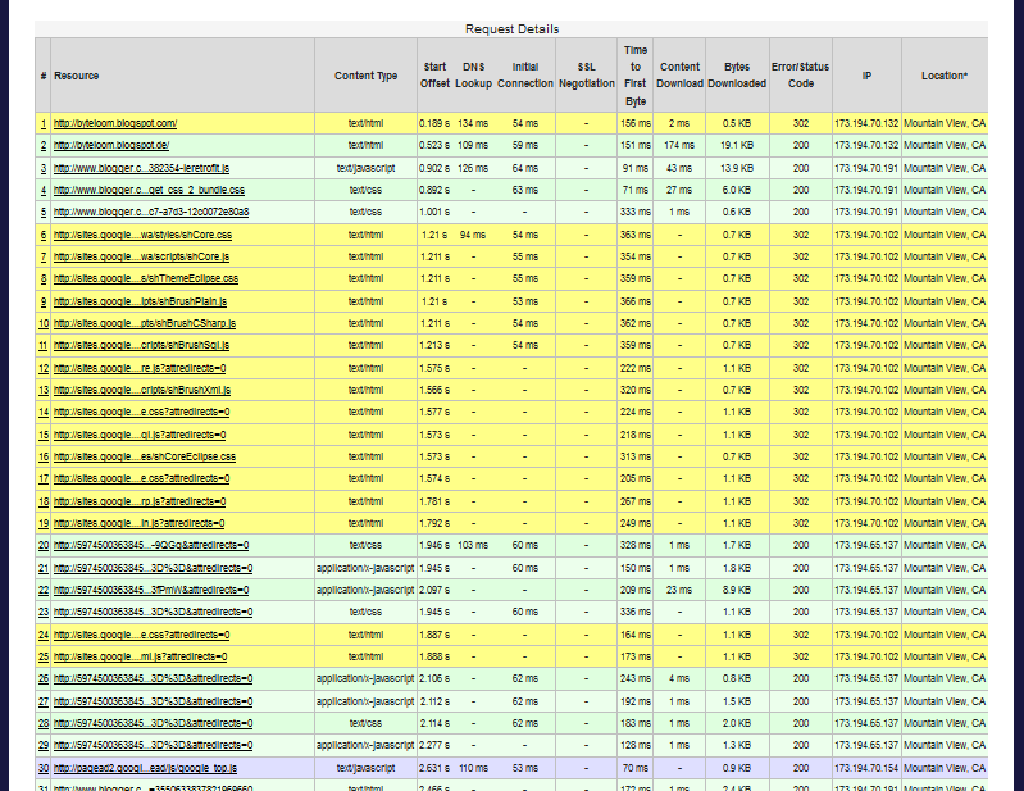 Request Details
# Resource Content Type Start Offset DNS Lookup Initial Connection SSL Negotiation Time to First Byte Content Download Bytes Downloaded Error/Status Code IP Location*
1 http://byteloom.blogspot.com/ text/html 0.189 s 134 ms 54 ms - 156 ms 2 ms 0.5 KB 302 173.194.70.132 Mountain View, CA
2 http://byteloom.blogspot.de/ text/html 0.523 s 109 ms 59 ms - 151 ms 174 ms 19.1 KB 200 173.194.70.132 Mountain View, CA
3 http://www.blogger.c...382354-ieretrofit.js text/javascript 0.902 s 126 ms 64 ms - 91 ms 43 ms 13.9 KB 200 173.194.70.191 Mountain View, CA
4 http://www.blogger.c...get_css_2_bundle.css text/css 0.892 s - 63 ms - 71 ms 27 ms 6.0 KB 200 173.194.70.191 Mountain View, CA
5 http://www.blogger.c...c7-a7d3-12c0072e80a8 text/css 1.001 s - - - 333 ms 1 ms 0.6 KB 200 173.194.70.191 Mountain View, CA
6 http://sites.google....wa/styles/shCore.css text/html 1.21 s 94 ms 54 ms - 363 ms - 0.7 KB 302 173.194.70.102 Mountain View, CA
7 http://sites.google....wa/scripts/shCore.js text/html 1.211 s - 55 ms - 354 ms - 0.7 KB 302 173.194.70.102 Mountain View, CA
8 http://sites.google....s/shThemeEclipse.css text/html 1.211 s - 55 ms - 359 ms - 0.7 KB 302 173.194.70.102 Mountain View, CA
9 http://sites.google....ipts/shBrushPlain.js text/html 1.21 s - 53 ms - 366 ms - 0.7 KB 302 173.194.70.102 Mountain View, CA
10 http://sites.google....pts/shBrushCSharp.js text/html 1.211 s - 54 ms - 362 ms - 0.7 KB 302 173.194.70.102 Mountain View, CA
11 http://sites.google....cripts/shBrushSql.js text/html 1.213 s - 54 ms - 359 ms - 0.7 KB 302 173.194.70.102 Mountain View, CA
12 http://sites.google....re.js?attredirects=0 text/html 1.575 s - - - 222 ms - 1.1 KB 302 173.194.70.102 Mountain View, CA
13 http://sites.google....cripts/shBrushXml.js text/html 1.566 s - - - 320 ms - 0.7 KB 302 173.194.70.102 Mountain View, CA
14 http://sites.google....e.css?attredirects=0 text/html 1.577 s - - - 224 ms - 1.1 KB 302 173.194.70.102 Mountain View, CA
15 http://sites.google....ql.js?attredirects=0 text/html 1.573 s - - - 218 ms - 1.1 KB 302 173.194.70.102 Mountain View, CA
16 http://sites.google....es/shCoreEclipse.css text/html 1.573 s - - - 313 ms - 0.7 KB 302 173.194.70.102 Mountain View, CA
17 http://sites.google....e.css?attredirects=0 text/html 1.574 s - - - 205 ms - 1.1 KB 302 173.194.70.102 Mountain View, CA
18 http://sites.google....rp.js?attredirects=0 text/html 1.781 s - - - 267 ms - 1.1 KB 302 173.194.70.102 Mountain View, CA
19 http://sites.google....in.js?attredirects=0 text/html 1.792 s - - - 249 ms - 1.1 KB 302 173.194.70.102 Mountain View, CA
20 http://5974500363845...-9QGg&attredirects=0 text/css 1.946 s 103 ms 60 ms - 328 ms 1 ms 1.7 KB 200 173.194.65.137 Mountain View, CA
21 http://5974500363845...3D%3D&attredirects=0 application/x-javascript 1.945 s - 60 ms - 150 ms 1 ms 1.8 KB 200 173.194.65.137 Mountain View, CA
22 http://5974500363845...3fPmW&attredirects=0 application/x-javascript 2.097 s - - - 209 ms 23 ms 8.9 KB 200 173.194.65.137 Mountain View, CA
23 http://5974500363845...3D%3D&attredirects=0 text/css 1.945 s - 60 ms - 336 ms - 1.1 KB 200 173.194.65.137 Mountain View, CA
24 http://sites.google....e.css?attredirects=0 text/html 1.887 s - - - 164 ms - 1.1 KB 302 173.194.70.102 Mountain View, CA
25 http://sites.google....ml.js?attredirects=0 text/html 1.888 s - - - 173 ms - 1.1 KB 302 173.194.70.102 Mountain View, CA
26 http://5974500363845...3D%3D&attredirects=0 application/x-javascript 2.106 s - 62 ms - 243 ms 4 ms 0.8 KB 200 173.194.65.137 Mountain View, CA
27 http://5974500363845...3D%3D&attredirects=0 application/x-javascript 2.112 s - 62 ms - 192 ms 1 ms 1.5 KB 200 173.194.65.137 Mountain View, CA
28 http://5974500363845...3D%3D&attredirects=0 text/css 2.114 s - 62 ms - 183 ms 1 ms 2.0 KB 200 173.194.65.137 Mountain View, CA
29 http://5974500363845...3D%3D&attredirects=0 application/x-javascript 2.277 s - - - 128 ms 1 ms 1.3 KB 200 173.194.65.137 Mountain View, CA
30 http://pagead2.googl...ead/js/google_top.js text/javascript 2.631 s 110 ms 53 ms - 70 ms - 0.9 KB 200 173.194.70.154 Mountain View, CA